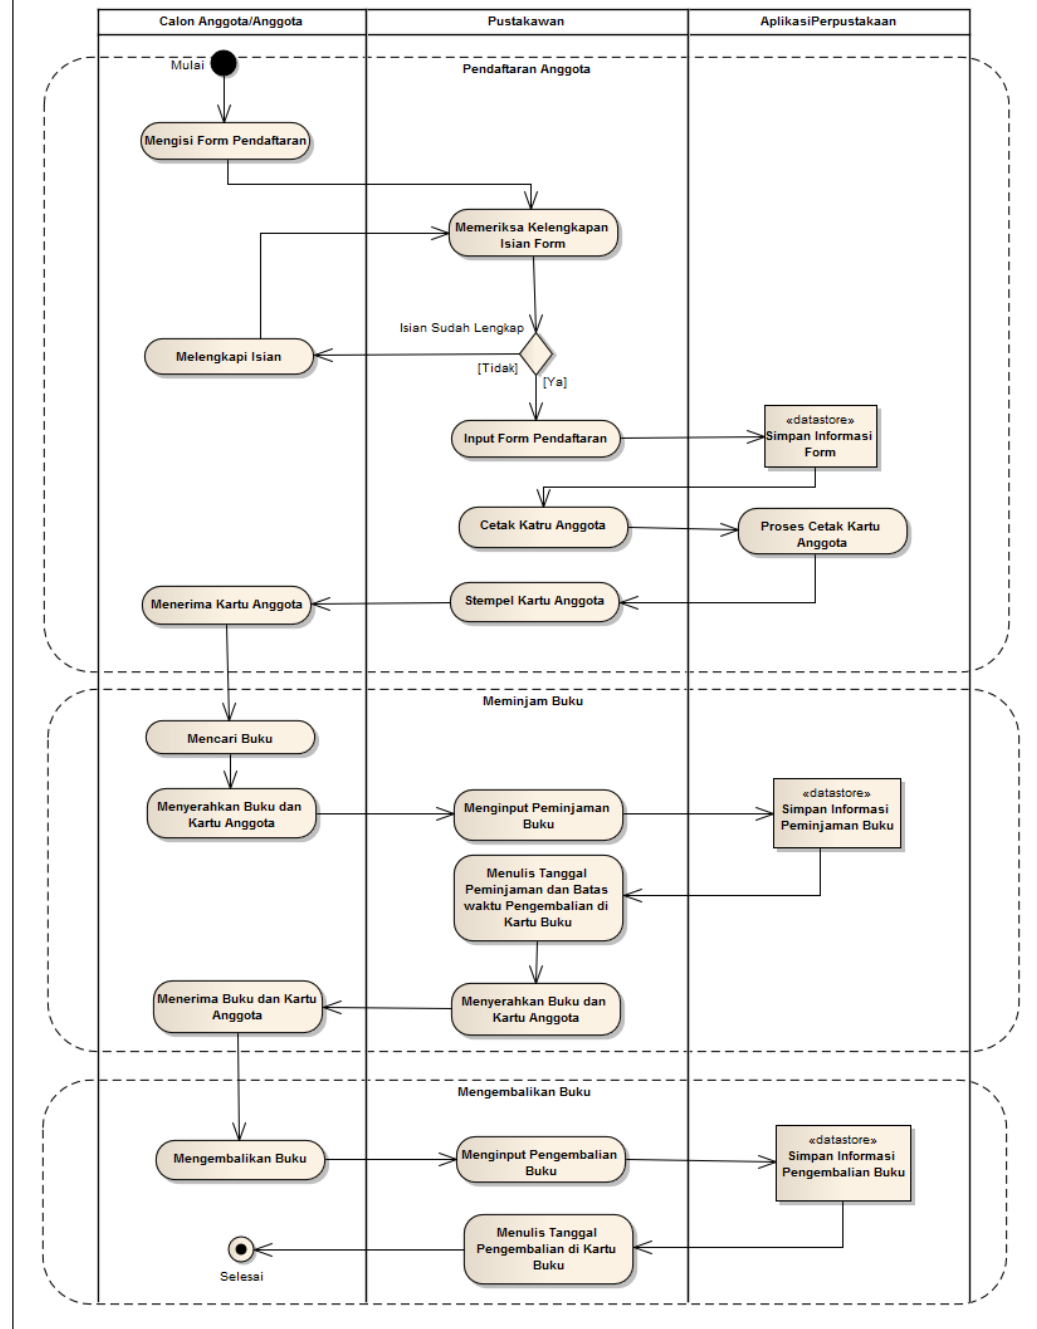 Calon Anggota/Anggota
Pustakawan
AplikasiPerpustakaan
Mulai
Pendaftaran Anggota
Mengisi Form Pendaftaran
Memeriksa Kelengkapan
Isian Form
Isian Sudah Lengkap
Melengkapi Isian
[Tidak]
[Ya]
Input Form Pendaftaran
«datastore»
Simpan Informasi
Form
Cetak Katru Anggota
Proses Cetak Kartu
Anggota
Menerima Kartu Anggota
Stempel Kartu Anggota
Meminjam Buku
Mencari Buku
Menyerahkan Buku dan
Kartu Anggota
Menginput Peminjaman
Buku
«datastore»
Simpan Informasi
Peminjaman Buku
Menulis Tanggal
Peminjaman dan Batas
waktu Pengembalian di
Kartu Buku
Menerima Buku dan Kartu
Anggota
Menyerahkan Buku dan
Kartu Anggota
Mengembalikan Buku
Mengembalikan Buku
Menginput Pengembalian
Buku
«datastore»
Simpan Informasi
Pengembalian Buku
Menulis Tanggal
Pengembalian di Kartu
Buku
Selesai